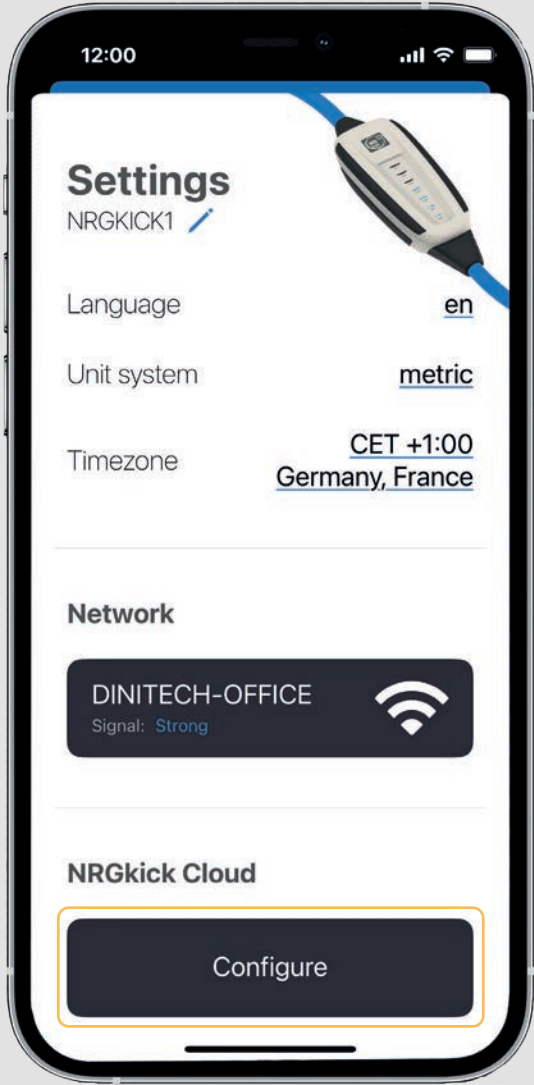 12:00
Settings
NRGKICK1
Language en
Unit system metric
Timezone CET +1:00
Germany, France
Network
DINITECH-OFFICE
Signal: Strong
NRGkick Cloud
Configure